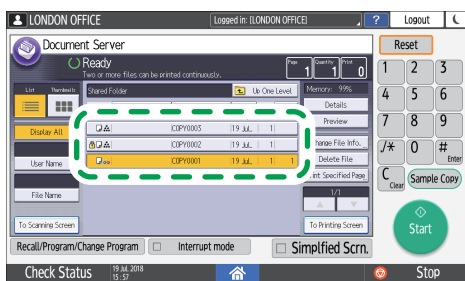 LONDON OFFICE
Logged in: [LONDON OFFICE]
?
Logout
Document Server
Reset
Ready
Two or more files can be printed continuously.
Page
1
Quantity
1
Print
0
List
Thumbnails
Shared Folder
Up One Level
Memory: 99%
Details
Display All
COPY0003
19 JUL.
1
Preview
COPY0002
19 JUL.
1
Change File Info.
User Name
COPY0001
19 JUL.
1
1
Delete File
Print Specified Page
File Name
1/1
To Scanning Screen
To Printing Screen
1
2
3
4
5
6
7
8
9
./*
0
#
Enter
C
Clear
Sample Copy
Start
Recall/Program/Change Program
Interrupt mode
Simplfied Scrn.
Check Status
19 JUL 2018
15:57
Stop